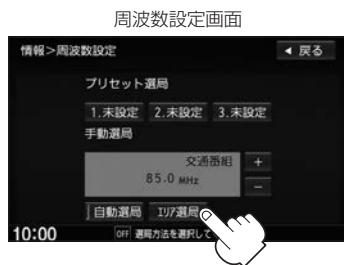 周波数設定画面
情報>周波数設定 ◀ 戻る
プリセット選局
1.未設定 2.未設定 3.未設定
手動選局
交通番組 +
85.0 MHz
−
自動選局 エリア選局
10:00 OFF 選局方法を選択して